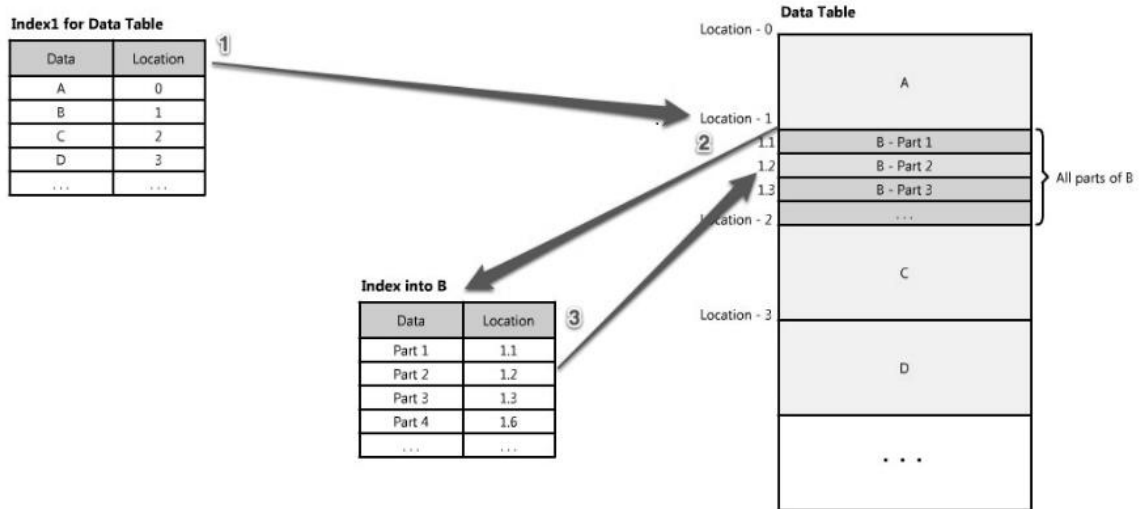 Index1 for Data Table
Data Location
A 0
B 1
C 2
D 3
. . . . . .
1
Data Table
Location - 0
A
Location - 1
2
1.1 B - Part 1
1.2 B - Part 2
1.3 B - Part 3
. . .
All parts of B
Location - 2
C
Location - 3
D
. . .
Index into B
Data Location
Part 1 1.1
Part 2 1.2
Part 3 1.3
Part 4 1.6
. . . . . .
3